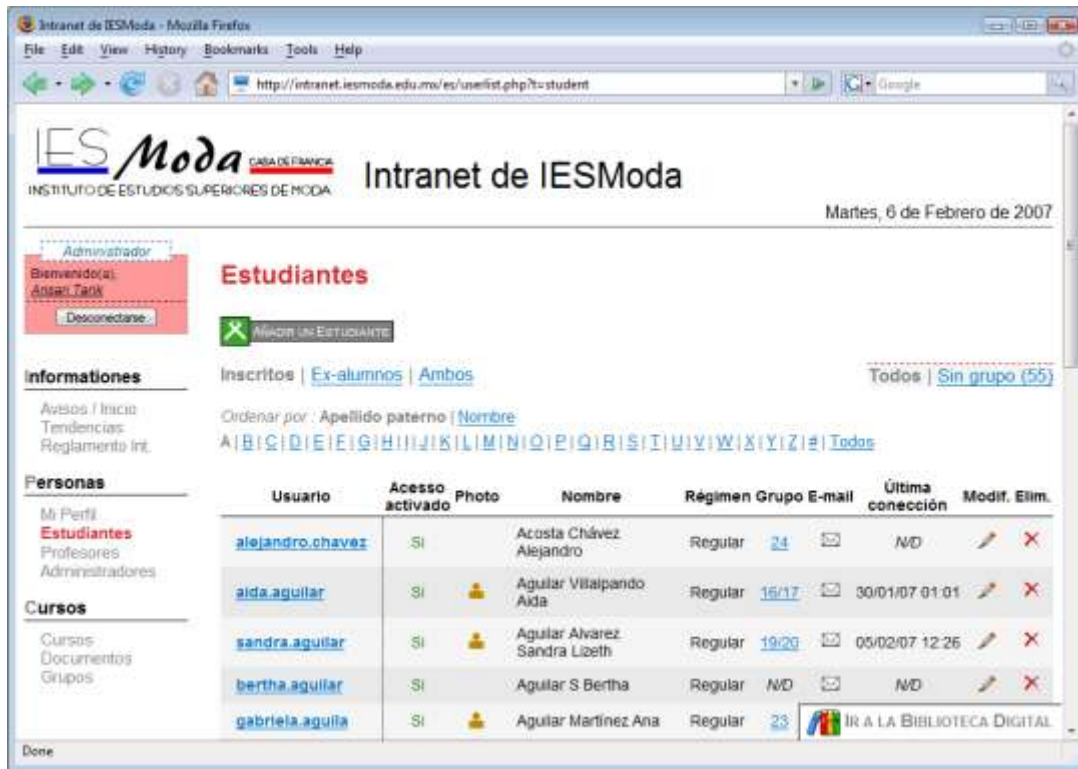 Intranet de IESModa - Mozilla Firefox
File Edit View History Bookmarks Tools Help
http://intranet.iesmoda.edu.mx/es/userlist.php?t=student
Google
IES Moda CASA DE FRANCIA
INSTITUTO DE ESTUDIOS SUPERIORES DE MODA
Intranet de IESModa
Martes, 6 de Febrero de 2007
Administrador
Bienvenido(a),
Ansari Tarik
Desconectarse
Estudiantes
AÑADIR UN ESTUDIANTE
Inscritos | Ex-alumnos | Ambos
Todos | Sin grupo (55)
Ordenar por : Apellido paterno | Nombre
A | B | C | D | E | F | G | H | I | J | K | L | M | N | O | P | Q | R | S | T | U | V | W | X | Y | Z | # | Todos
Informationes
Avisos / Inicio
Tendencias
Reglamento Int.
Personas
Mi Perfil
Estudiantes
Profesores
Administradores
Cursos
Cursos
Documentos
Grupos
Usuario Acesso activado Photo Nombre Régimen Grupo E-mail Última conección Modif. Elim.
alejandro.chavez Si Acosta Chávez Alejandro Regular 24 N/D
aida.aguilar Si Aguilar Villalpando Aida Regular 16/17 30/01/07 01:01
sandra.aguilar Si Aguilar Alvarez Sandra Lizeth Regular 19/20 05/02/07 12:26
bertha.aguilar Si Aguilar S Bertha Regular N/D N/D
gabriela.aguila Si Aguilar Martínez Ana Regular 23
IR A LA BIBLIOTECA DIGITAL
Done